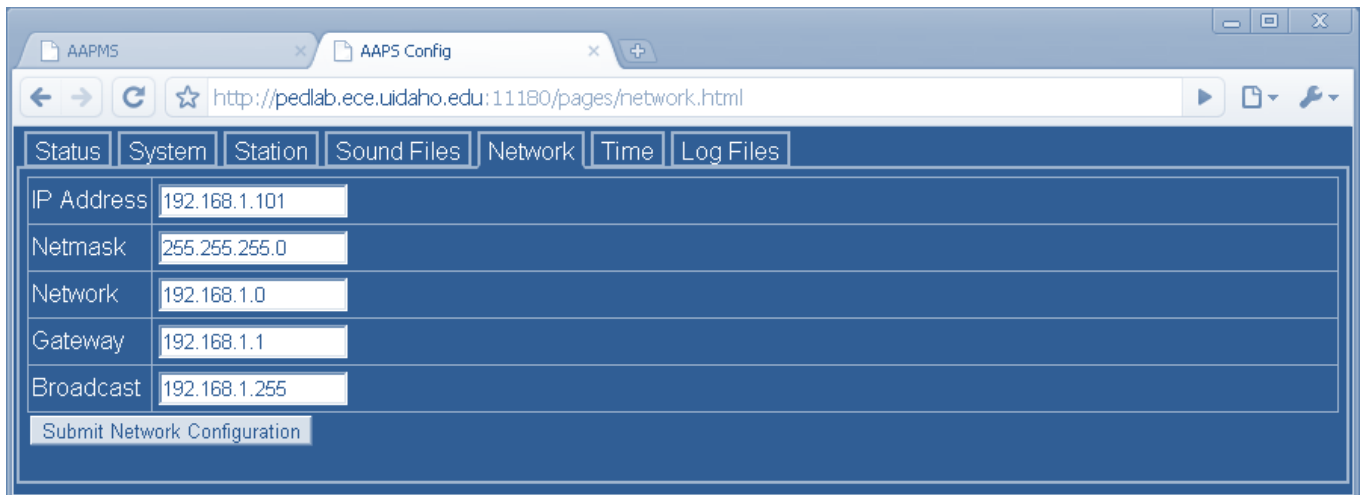 AAPMS AAPS Config
http://pedlab.ece.uidaho.edu:11180/pages/network.html
Status System Station Sound Files Network Time Log Files
IP Address 192.168.1.101
Netmask 255.255.255.0
Network 192.168.1.0
Gateway 192.168.1.1
Broadcast 192.168.1.255
Submit Network Configuration